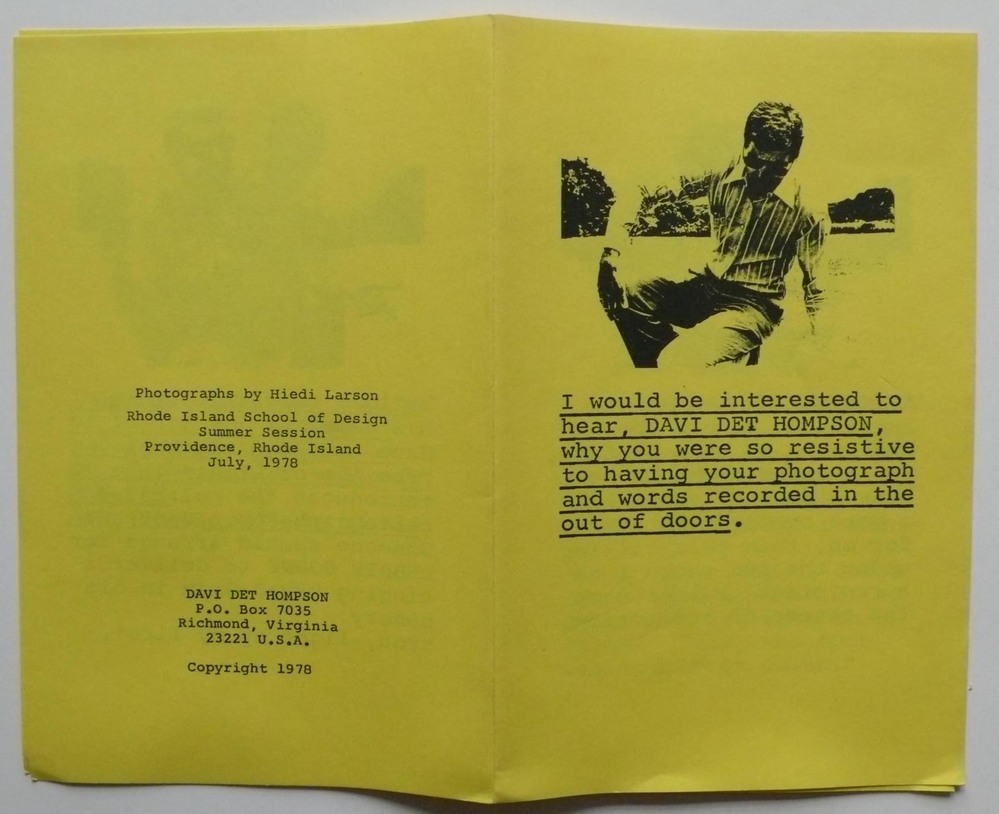 Photographs by Hiedi Larson
Rhode Island School of Design
Summer Session
Providence, Rhode Island
July, 1978
DAVI DET HOMPSON
P.O. Box 7035
Richmond, Virginia
23221 U.S.A.
Copyright 1978
I would be interested to
hear, DAVI DET HOMPSON,
why you were so resistive
to having your photograph
and words recorded in the
out of doors.